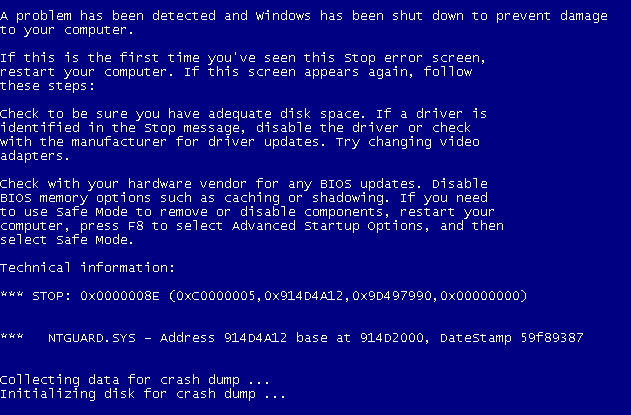 A problem has been detected and Windows has been shut down to prevent damage
to your computer.
If this is the first time you've seen this Stop error screen,
restart your computer. If this screen appears again, follow
these steps:
Check to be sure you have adequate disk space. If a driver is
identified in the Stop message, disable the driver or check
with the manufacturer for driver updates. Try changing video
adapters.
Check with your hardware vendor for any BIOS updates. Disable
BIOS memory options such as caching or shadowing. If you need
to use Safe Mode to remove or disable components, restart your
computer, press F8 to select Advanced Startup Options, and then
select Safe Mode.
Technical information:
*** STOP: 0x0000008E (0xC0000005,0x914D4A12,0x9D497990,0x00000000)
*** NTGUARD.SYS - Address 914D4A12 base at 914D2000, DateStamp 59f89387
Collecting data for crash dump ...
Initializing disk for crash dump ...